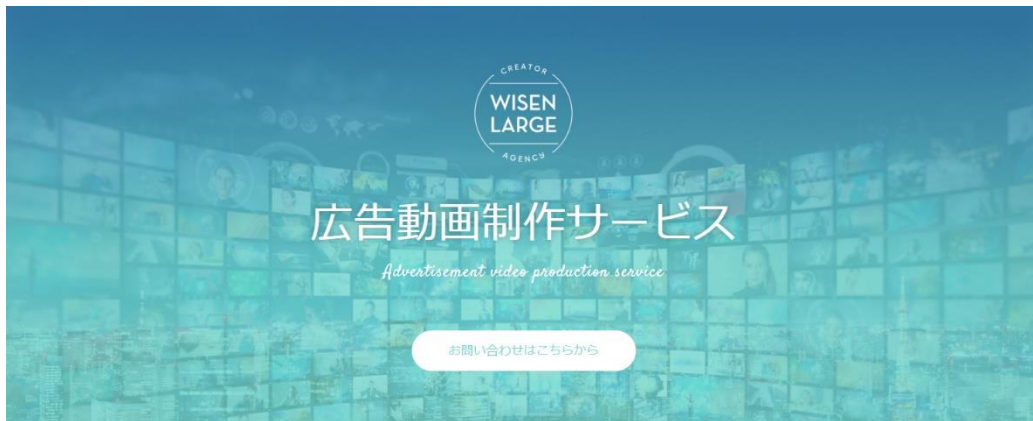 CREATOR
WISEN
LARGE
AGENCY
広告動画制作サービス
Advertisement video production service
お問い合わせはこちらから